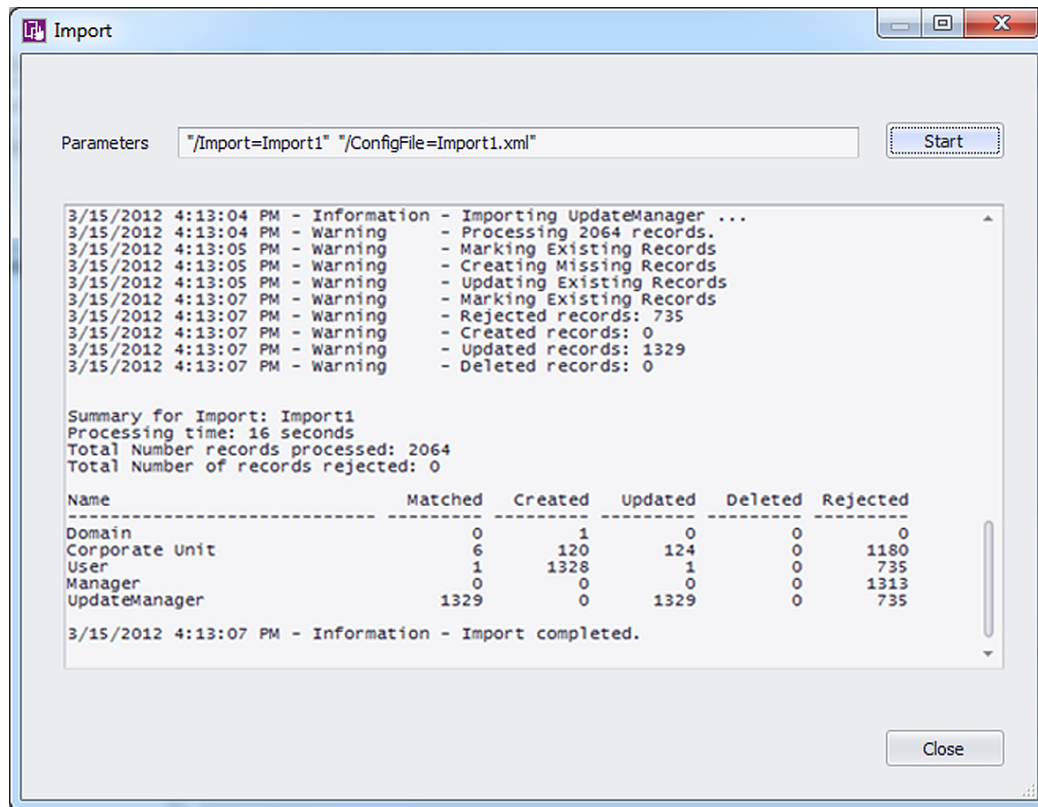 Import
Parameters "/Import=Import1" "/ConfigFile=Import1.xml" Start
3/15/2012 4:13:04 PM - Information - Importing UpdateManager ...
3/15/2012 4:13:04 PM - Warning - Processing 2064 records.
3/15/2012 4:13:05 PM - Warning - Marking Existing Records
3/15/2012 4:13:05 PM - Warning - Creating Missing Records
3/15/2012 4:13:05 PM - Warning - Updating Existing Records
3/15/2012 4:13:07 PM - Warning - Marking Existing Records
3/15/2012 4:13:07 PM - Warning - Rejected records: 735
3/15/2012 4:13:07 PM - Warning - Created records: 0
3/15/2012 4:13:07 PM - Warning - Updated records: 1329
3/15/2012 4:13:07 PM - Warning - Deleted records: 0
Summary for Import: Import1
Processing time: 16 seconds
Total Number records processed: 2064
Total Number of records rejected: 0
Name Matched Created Updated Deleted Rejected
----------------------------- --------- --------- --------- --------- ---------
Domain 0 1 0 0 0
Corporate Unit 6 120 124 0 1180
User 1 1328 1 0 735
Manager 0 0 0 0 1313
UpdateManager 1329 0 1329 0 735
3/15/2012 4:13:07 PM - Information - Import completed.
Close